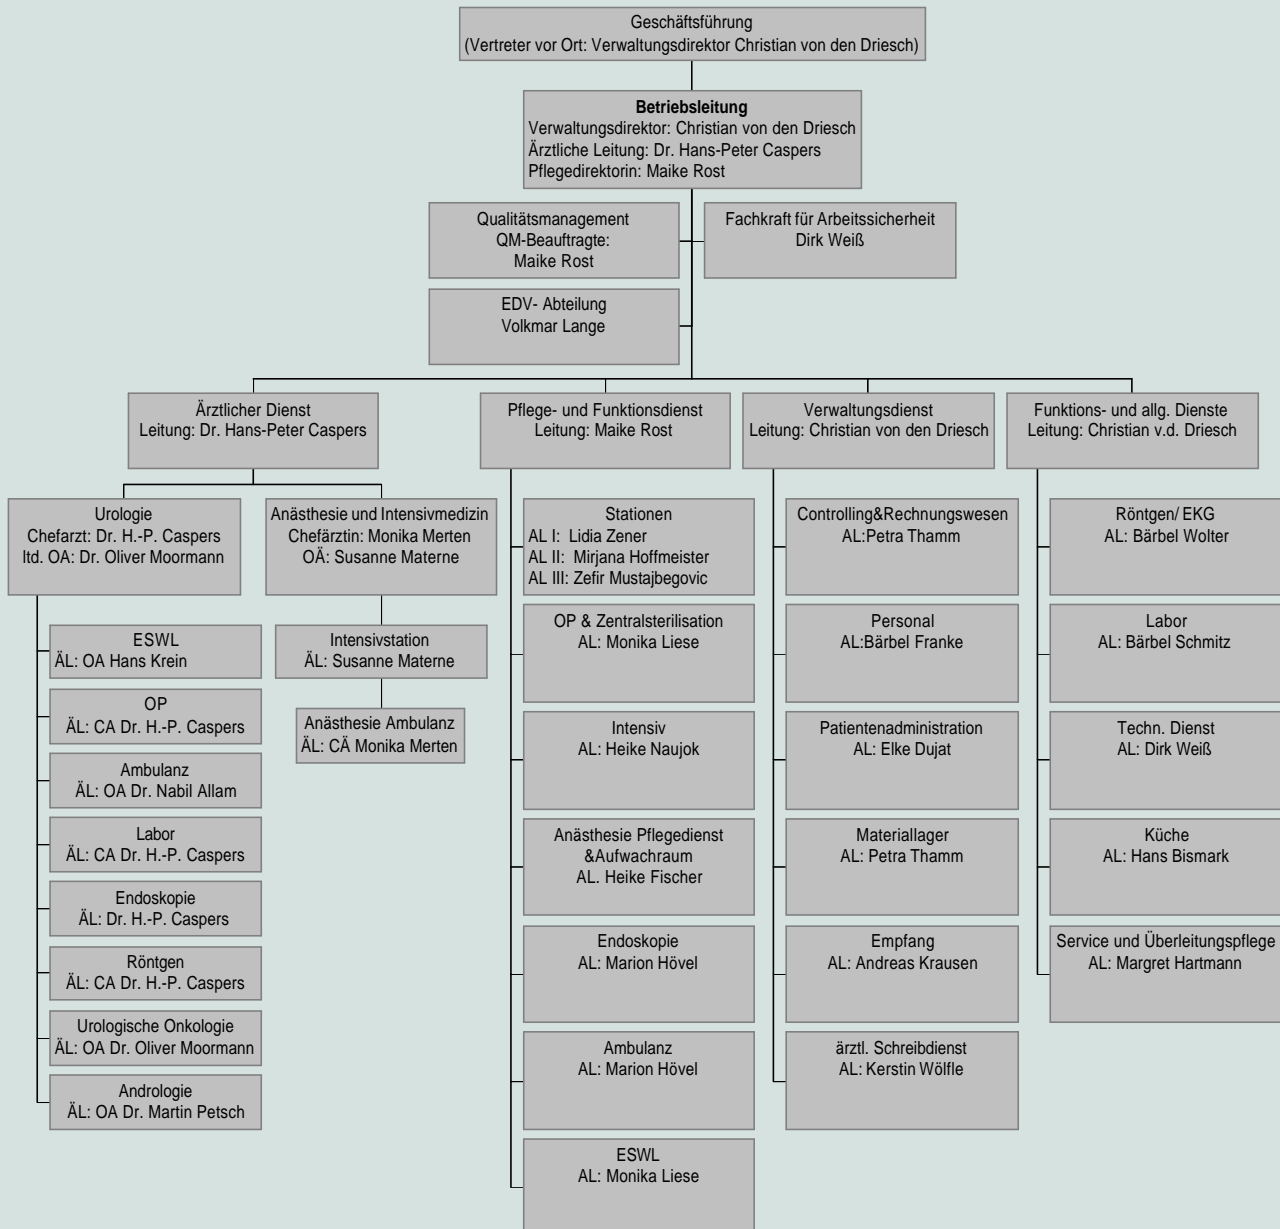 Geschäftsführung
(Vertreter vor Ort: Verwaltungsdirektor Christian von den Driesch)
Betriebsleitung
Verwaltungsdirektor: Christian von den Driesch
Ärztliche Leitung: Dr. Hans-Peter Caspers
Pflegedirektorin: Maike Rost
Qualitätsmanagement
QM-Beauftragte:
Maike Rost
Fachkraft für Arbeitssicherheit
Dirk Weiß
EDV- Abteilung
Volkmar Lange
Ärztlicher Dienst
Leitung: Dr. Hans-Peter Caspers
Pflege- und Funktionsdienst
Leitung: Maike Rost
Verwaltungsdienst
Leitung: Christian von den Driesch
Funktions- und allg. Dienste
Leitung: Christian v.d. Driesch
Urologie
Chefarzt: Dr. H.-P. Caspers
ltd. OA: Dr. Oliver Moormann
Anästhesie und Intensivmedizin
Chefärztin: Monika Merten
OÄ: Susanne Materne
ESWL
ÄL: OA Hans Krein
OP
ÄL: CA Dr. H.-P. Caspers
Ambulanz
ÄL: OA Dr. Nabil Allam
Labor
ÄL: CA Dr. H.-P. Caspers
Endoskopie
ÄL: Dr. H.-P. Caspers
Röntgen
ÄL: CA Dr. H.-P. Caspers
Urologische Onkologie
ÄL: OA Dr. Oliver Moormann
Andrologie
ÄL: OA Dr. Martin Petsch
Intensivstation
ÄL: Susanne Materne
Anästhesie Ambulanz
ÄL: CÄ Monika Merten
Stationen
AL I:  Lidia Zener
AL II:  Mirjana Hoffmeister
AL III: Zefir Mustajbegovic
OP & Zentralsterilisation
AL: Monika Liese
Intensiv
AL: Heike Naujok
Anästhesie Pflegedienst
&Aufwachraum
AL. Heike Fischer
Endoskopie
AL: Marion Hövel
Ambulanz
AL: Marion Hövel
ESWL
AL: Monika Liese
Controlling&Rechnungswesen
AL:Petra Thamm
Personal
AL:Bärbel Franke
Patientenadministration
AL: Elke Dujat
Materiallager
AL: Petra Thamm
Empfang
AL: Andreas Krausen
ärztl. Schreibdienst
AL: Kerstin Wölfle
Röntgen/ EKG
AL: Bärbel Wolter
Labor
AL: Bärbel Schmitz
Techn. Dienst
AL: Dirk Weiß
Küche
AL: Hans Bismark
Service und Überleitungspflege
AL: Margret Hartmann